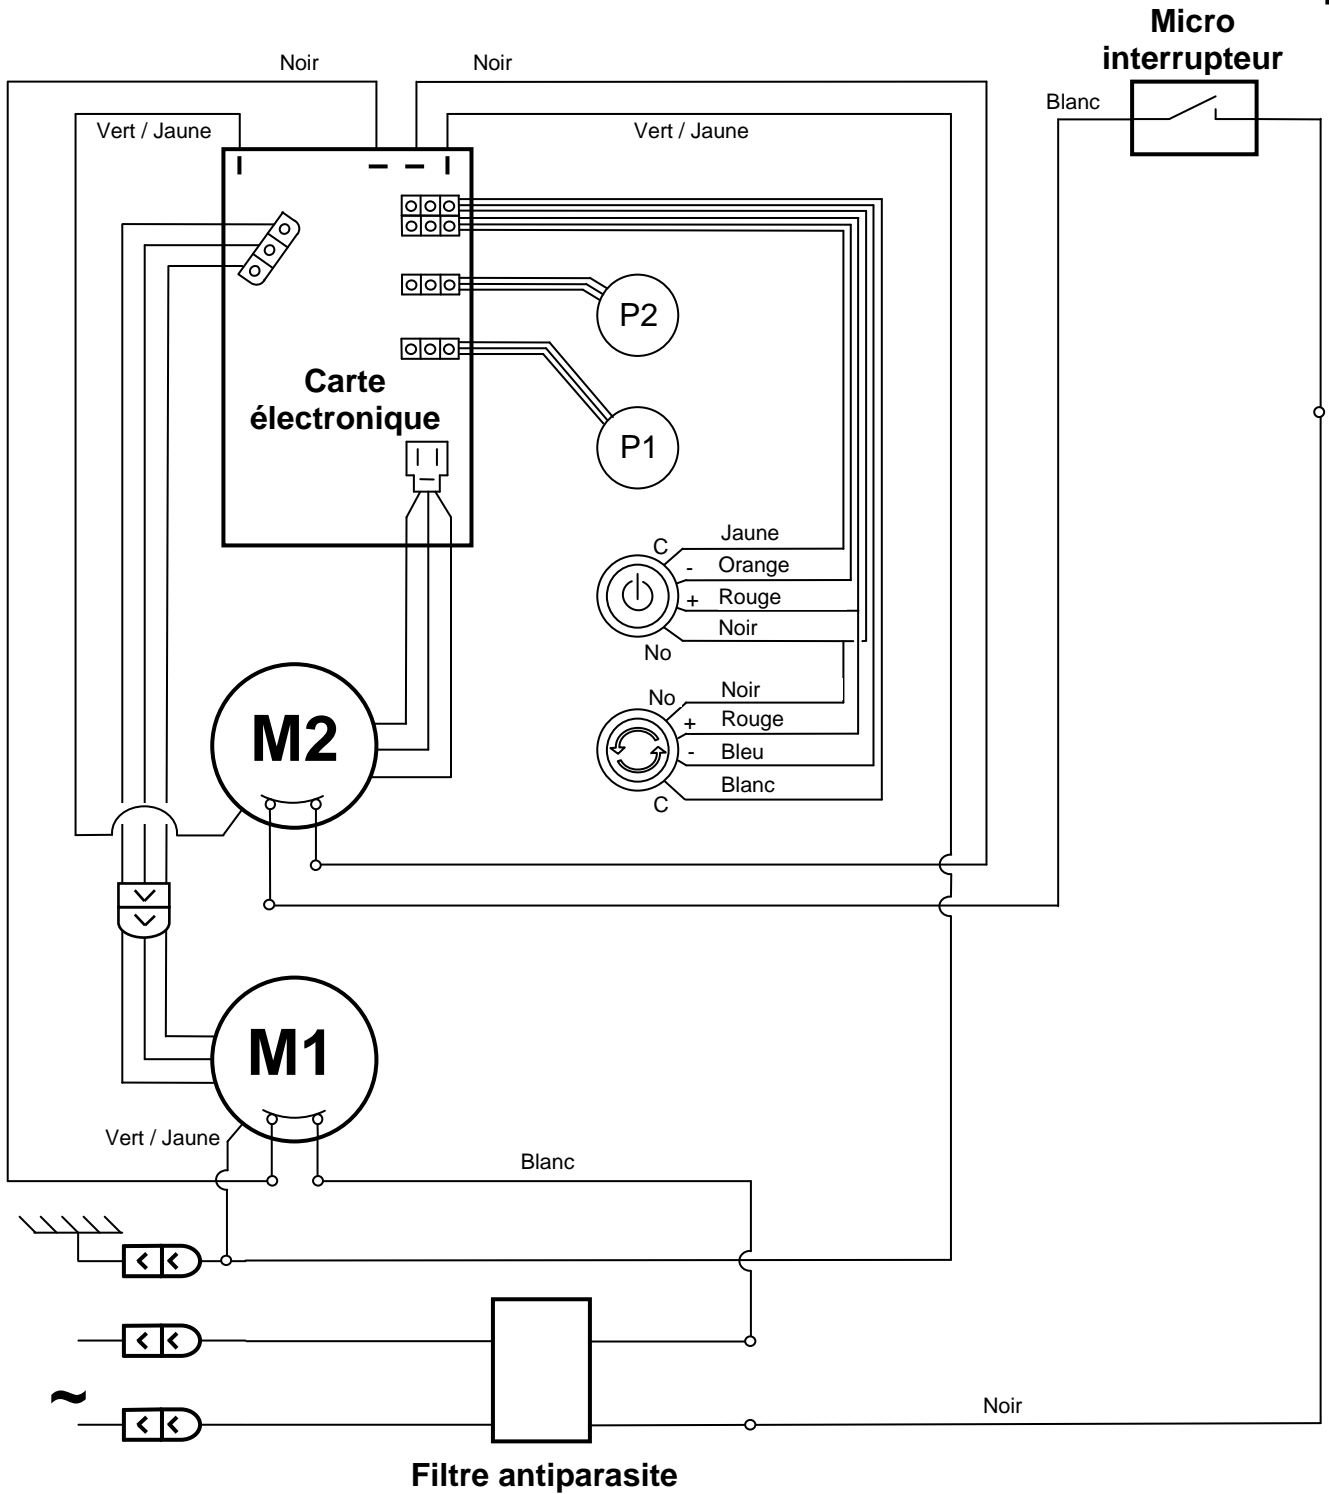 Micro
interrupteur
Noir
Noir
Blanc
Vert / Jaune
Vert / Jaune
P2
Carte
électronique
P1
C
Jaune
- Orange
+ Rouge
Noir
No
No
Noir
+ Rouge
- Bleu
Blanc
C
M2
M1
Vert / Jaune
Blanc
~
Noir
Filtre antiparasite